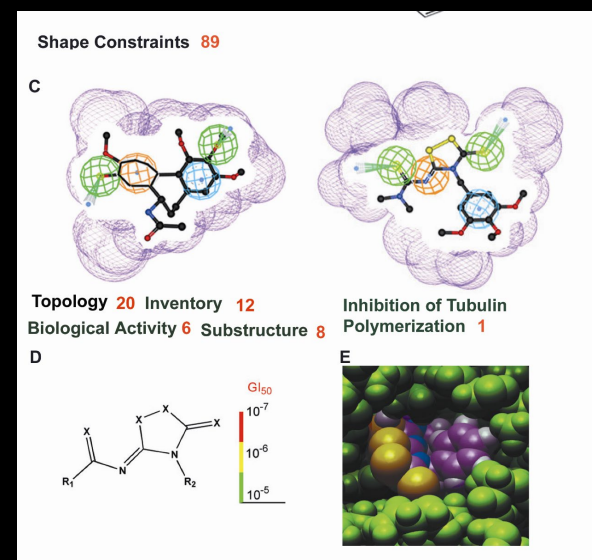 Shape Constraints 89
C
Topology 20 Inventory 12
Biological Activity 6 Substructure 8
Inhibition of Tubulin
Polymerization 1
D
E
GI50
10-7
10-6
10-5
X
X
X
X
X
N
N
R1
R2